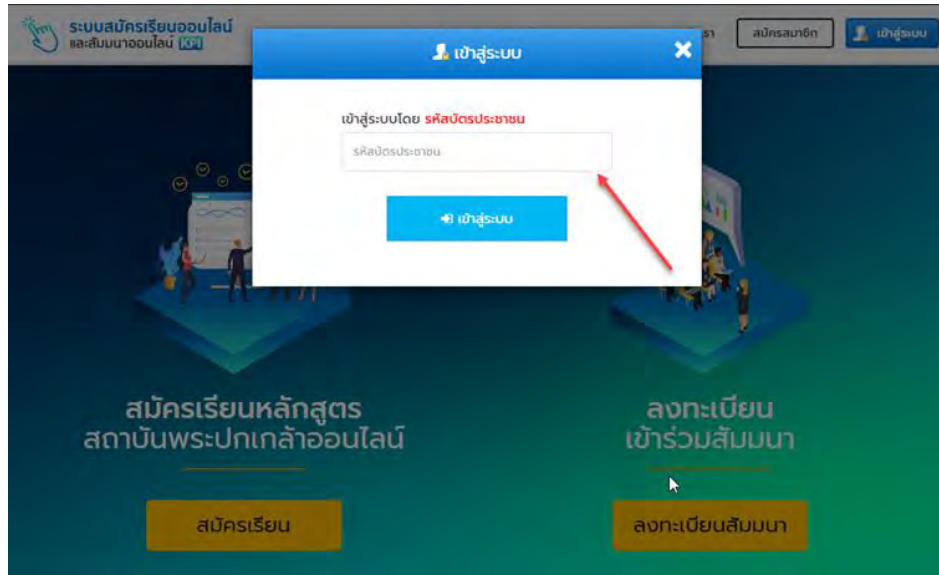 ระบบสมัครเรียนออนไลน์
และสัมมนาออนไลน์ KPI
รา
สมัครสมาชิก
เข้าสู่ระบบ
เข้าสู่ระบบ
เข้าสู่ระบบโดย รหัสบัตรประชาชน
รหัสบัตรประชาชน
เข้าสู่ระบบ
สมัครเรียนหลักสูตร
สถาบันพระปกเกล้าออนไลน์
สมัครเรียน
ลงทะเบียน
เข้าร่วมสัมมนา
ลงทะเบียนสัมมนา